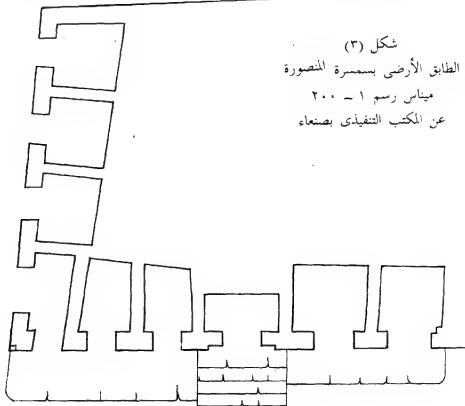 شكل (٣)
الطابق الأرضى بسمسرة المنصورة
ميناس رسم ١ – ٢٠٠
عن المكتب التنفيذى بصنعاء